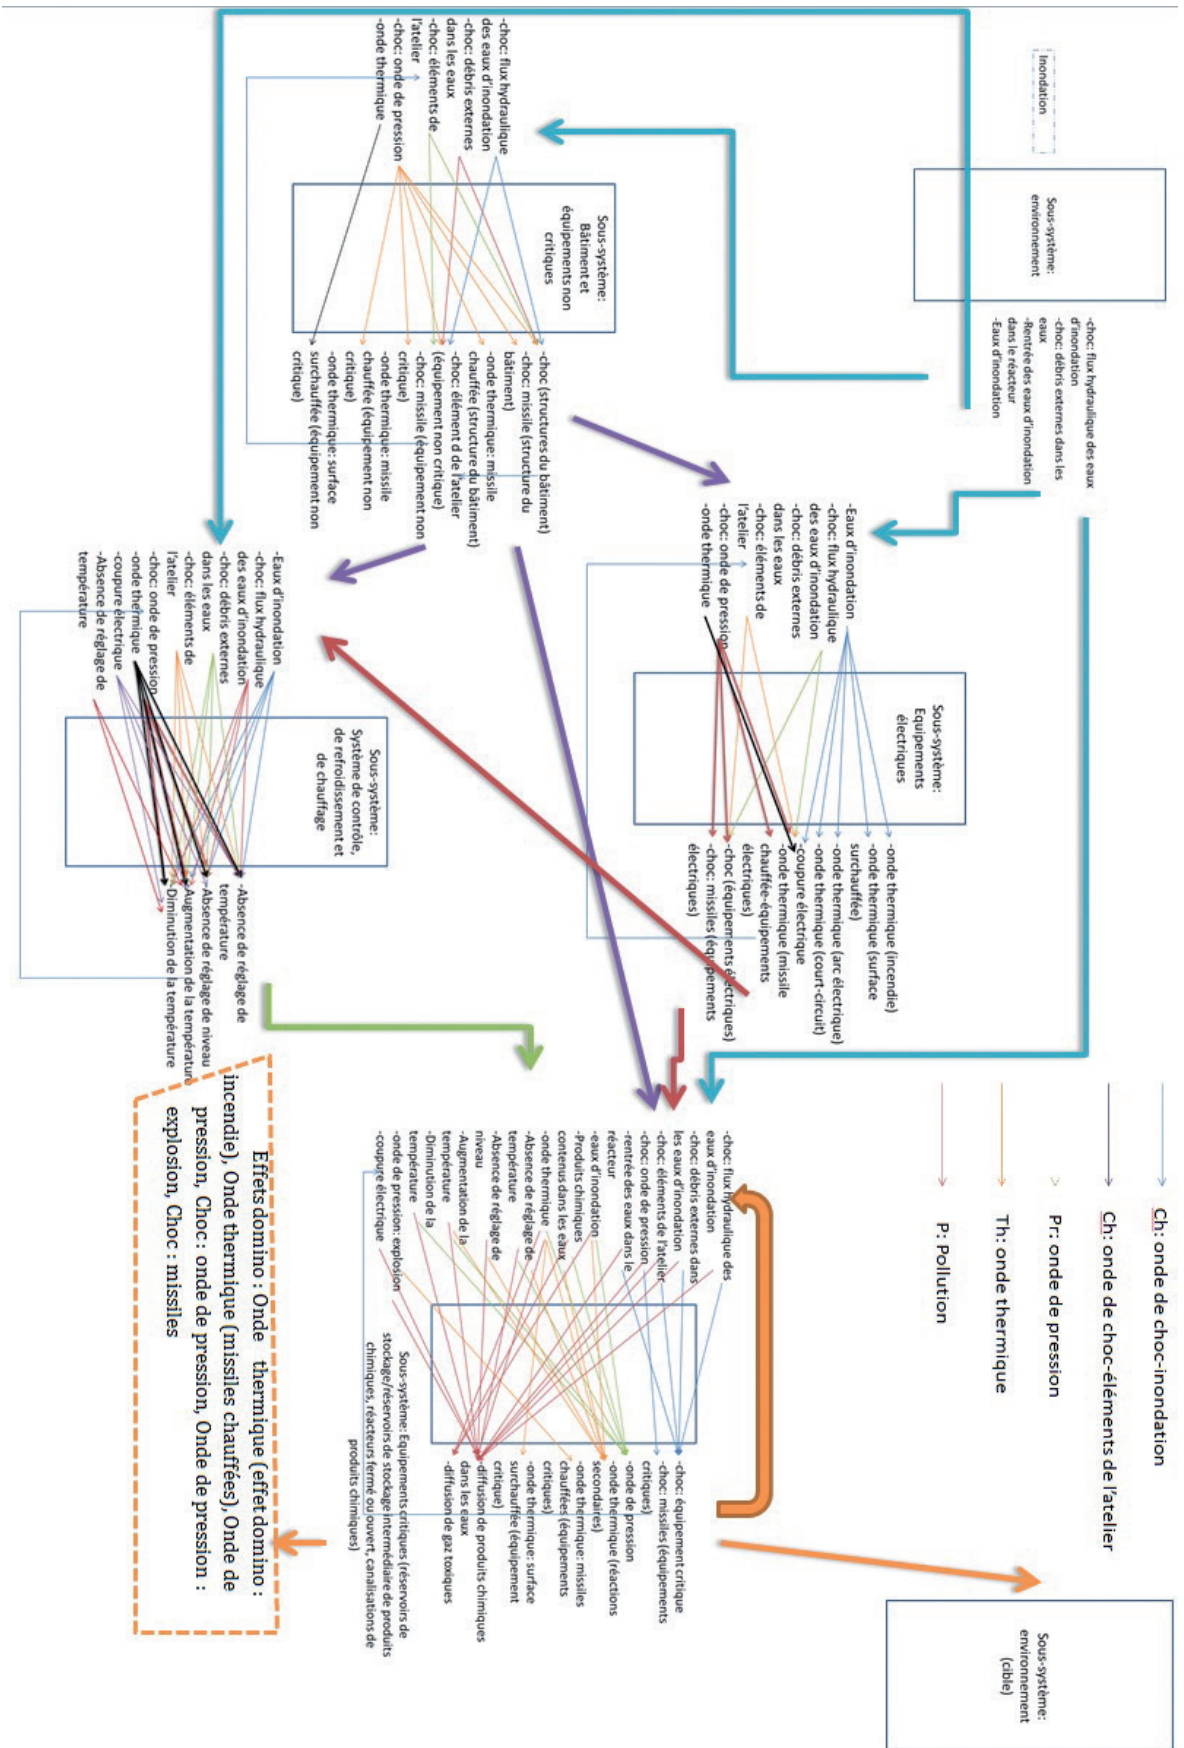 Inondation
Sous-système:
environnement
-choc: flux hydraulique des eaux
d'inondation
-choc: débris externes dans les
eaux
-Rentrée des eaux d'inondation
dans le réacteur
-Eaux d'inondation
-choc: flux hydraulique
des eaux d'inondation
-choc: débris externes
dans les eaux
-choc: éléments de
l'atelier
-choc: onde de pression
-onde thermique
Sous-système:
Bâtiment et
équipements non
critiques
-choc (structures du bâtiment)
-choc: missile (structure du
bâtiment)
-onde thermique: missile
chauffée (structure du bâtiment)
-choc: élément d de l'atelier
(équipement non critique)
-choc: missile (équipement non
critique)
-onde thermique: missile
chauffée (équipement non
critique)
-onde thermique: surface
surchauffée (équipement non
critique)
-Eaux d'inondation
-choc: flux hydraulique
des eaux d'inondation
-choc: débris externes
dans les eaux
-choc: éléments de
l'atelier
-choc: onde de pression
-onde thermique
Sous-système:
Equipements
électriques
-onde thermique (incendie)
-onde thermique (surface
surchauffée)
-onde thermique (arc électrique)
-onde thermique (court-circuit)
-coupure électrique
-onde thermique (missile
chauffée-équipements
électriques)
-choc (équipements électriques)
-choc: missiles (équipements
électriques)
-Eaux d'inondation
-choc: flux hydraulique
des eaux d'inondation
-choc: débris externes
dans les eaux
-choc: éléments de
l'atelier
-choc: onde de pression
-onde thermique
-coupure électrique
-Absence de réglage de
température
Sous-système:
Système de contrôle,
de refroidissement et
de chauffage
-Absence de réglage de
température
-Absence de réglage de niveau
Augmentation de la température
Diminution de la température
Ch: onde de choc-inondation
Ch: onde de choc-éléments de l'atelier
Pr: onde de pression
Th: onde thermique
P: Pollution
-choc: flux hydraulique des
eaux d'inondation
-choc: débris externes dans
les eaux d'inondation
-choc: éléments de l'atelier
-choc: onde de pression
-rentrée des eaux dans le
réacteur
-eaux d'inondation
-Produits chimiques
contenus dans les eaux
-onde thermique
-Absence de réglage de
température
-Absence de réglage de
niveau
-Augmentation de la
température
-Diminution de la
température
-onde de pression: explosion
-coupure électrique
Sous-système: Equipements critiques (réservoirs de
stockage/réservoirs de stockage intermédiaire de produits
chimiques, réacteurs fermé ou ouvert, canalisations de
produits chimiques)
-choc: équipement critique
-choc: missiles (équipements
critiques)
-onde de pression
-onde thermique (réactions
secondaires)
-onde thermique: missiles
chauffées (équipements
critiques)
-onde thermique: surface
surchauffée (équipement
critique)
-diffusion de produits chimiques
dans les eaux
-diffusion de gaz toxiques
Sous-système:
environnement
(cible)
Effets domino : Onde thermique (effet domino :
incendie), Onde thermique (missiles chauffées), Onde de
pression, Choc : onde de pression, Onde de pression :
explosion, Choc : missiles